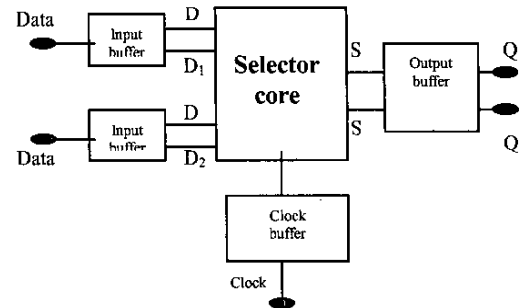 Data
Input
buffer
D
D₁
Selector
core
S
S
Output
buffer
Q
Q
Data
Input
buffer
D
D₂
Clock
buffer
Clock